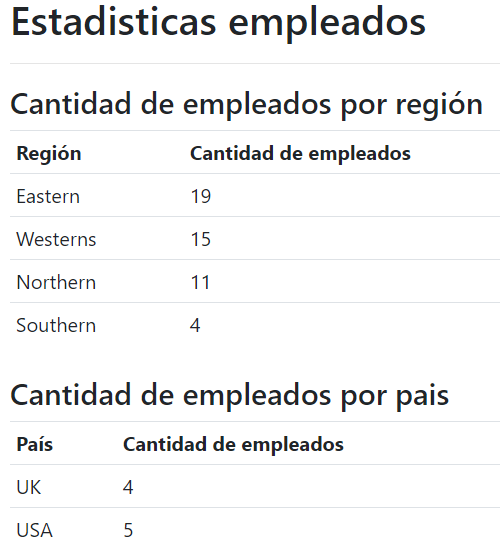 Estadisticas empleados
Cantidad de empleados por región
Región Cantidad de empleados
Eastern 19
Westerns 15
Northern 11
Southern 4
Cantidad de empleados por pais
País Cantidad de empleados
UK 4
USA 5